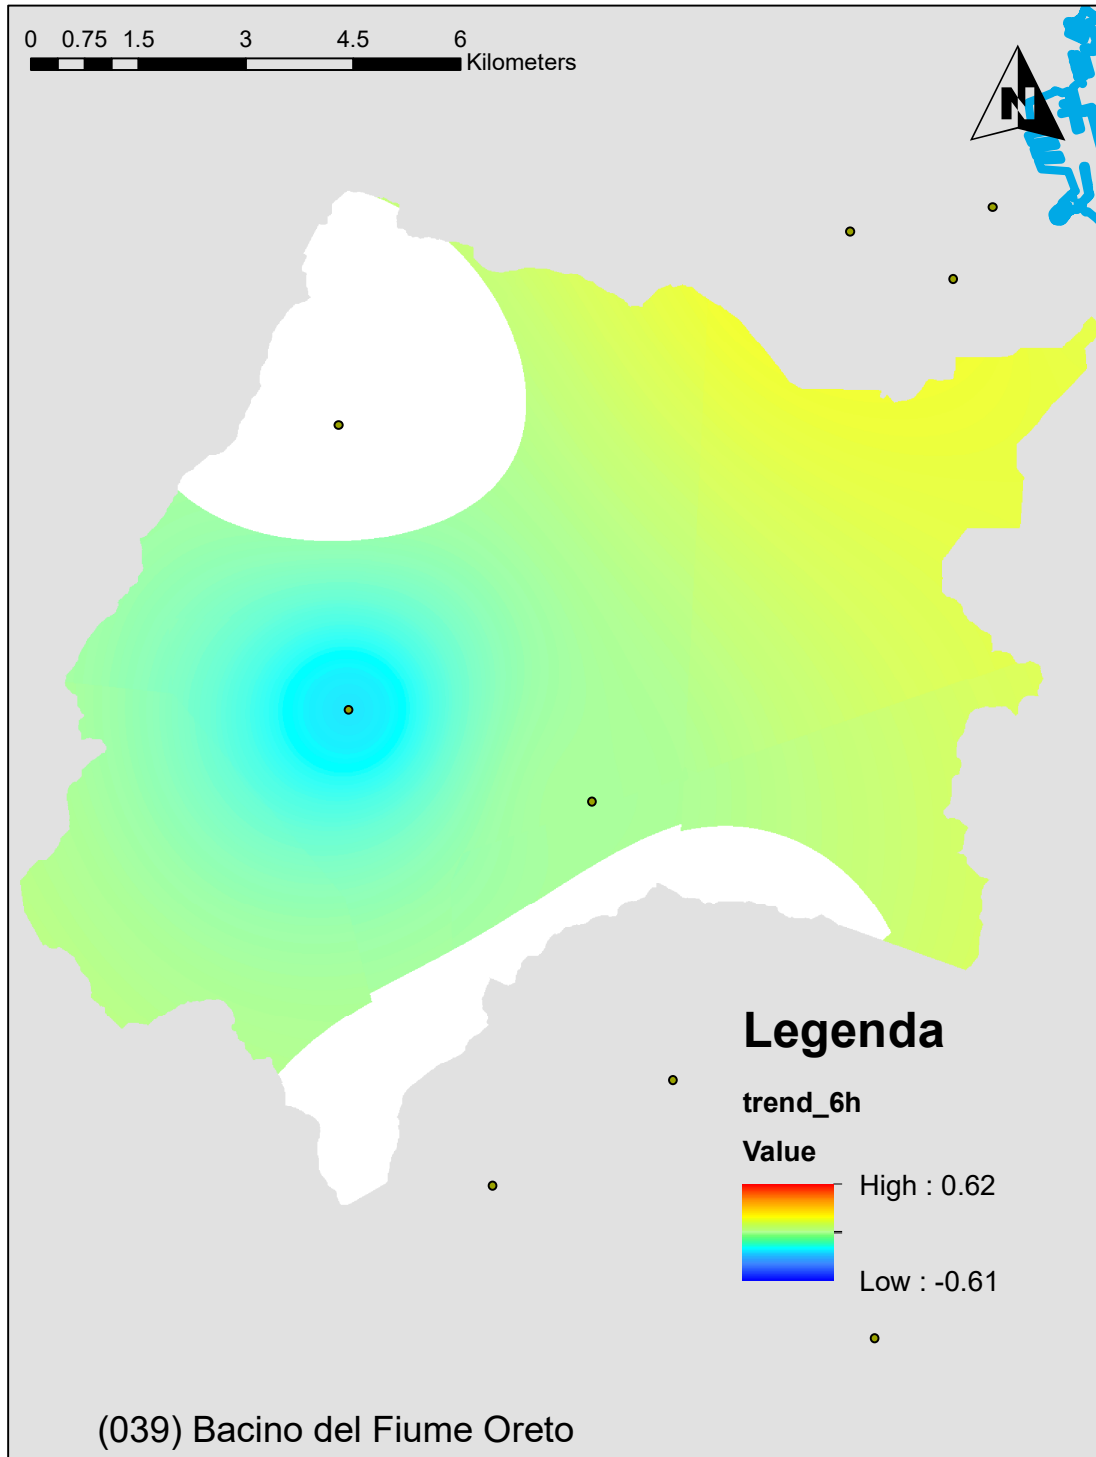 0 0.75 1.5 3 4.5 6
Kilometers
N
Legenda
trend_6h
Value
High : 0.62
Low : -0.61
(039) Bacino del Fiume Oreto